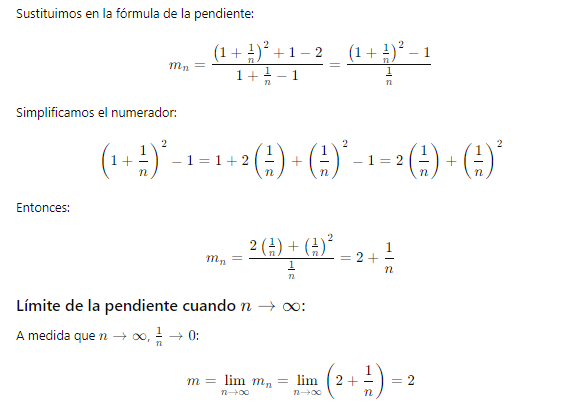 Sustituimos en la fórmula de la pendiente:
$m_n = \frac{\left(1+\frac{1}{n}\right)^2 + 1 - 2}{1+\frac{1}{n}-1} = \frac{\left(1+\frac{1}{n}\right)^2 - 1}{\frac{1}{n}}$
Simplificamos el numerador:
$\left(1+\frac{1}{n}\right)^2 - 1 = 1 + 2\left(\frac{1}{n}\right) + \left(\frac{1}{n}\right)^2 - 1 = 2\left(\frac{1}{n}\right) + \left(\frac{1}{n}\right)^2$
Entonces:
$m_n = \frac{2\left(\frac{1}{n}\right) + \left(\frac{1}{n}\right)^2}{\frac{1}{n}} = 2 + \frac{1}{n}$
Límite de la pendiente cuando $n \to \infty$:
A medida que $n \to \infty$, $\frac{1}{n} \to 0$:
$m = \lim_{n\to\infty} m_n = \lim_{n\to\infty} \left(2 + \frac{1}{n}\right) = 2$